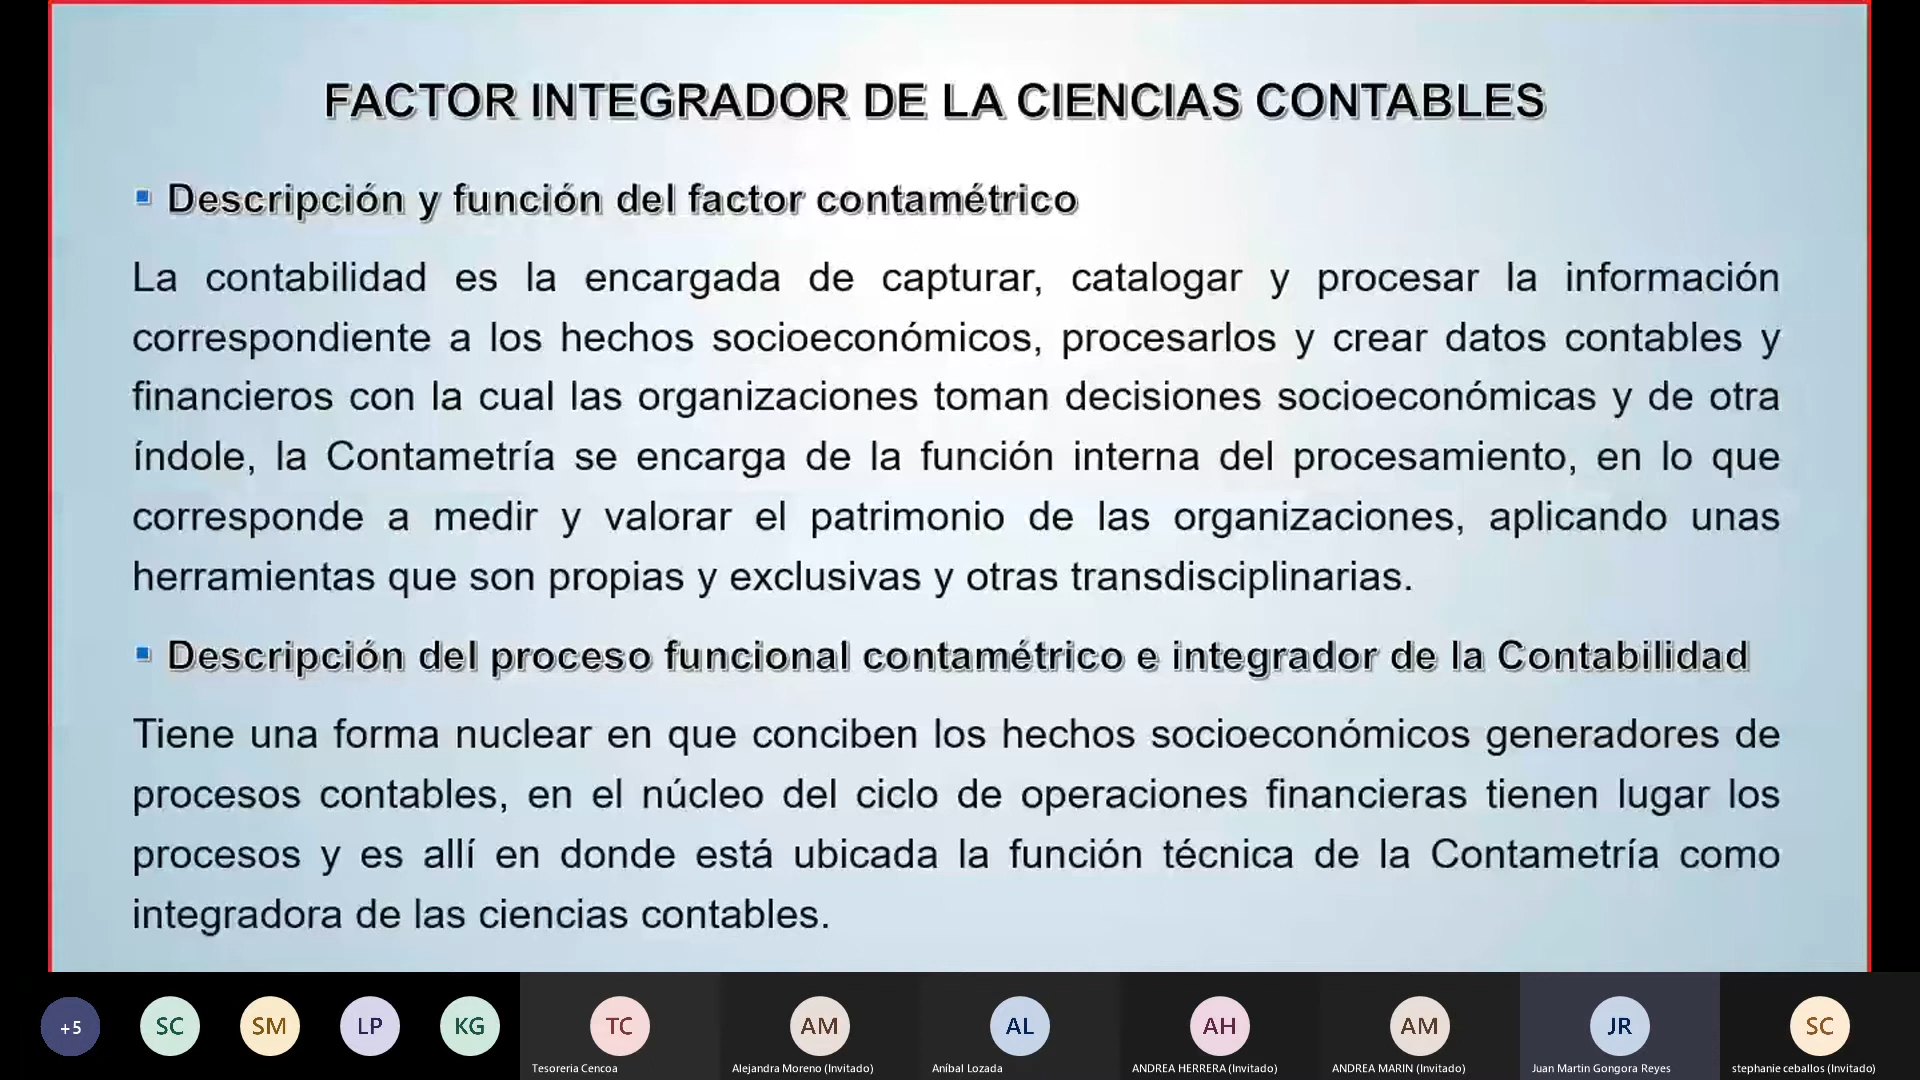 FACTOR INTEGRADOR DE LA CIENCIAS CONTABLES
Descripción y función del factor contamétrico
La contabilidad es la encargada de capturar, catalogar y procesar la información
correspondiente a los hechos socioeconómicos, procesarlos y crear datos contables y
financieros con la cual las organizaciones toman decisiones socioeconómicas y de otra
índole, la Contametría se encarga de la función interna del procesamiento, en lo que
corresponde a medir y valorar el patrimonio de las organizaciones, aplicando unas
herramientas que son propias y exclusivas y otras transdisciplinarias.
Descripción del proceso funcional contamétrico e integrador de la Contabilidad
Tiene una forma nuclear en que conciben los hechos socioeconómicos generadores de
procesos contables, en el núcleo del ciclo de operaciones financieras tienen lugar los
procesos y es allí en donde está ubicada la función técnica de la Contametría como
integradora de las ciencias contables.
+5 SC SM LP KG TC AM AL AH AM JR SC
Tesoreria Cencoa Alejandra Moreno (Invitado) Aníbal Lozada ANDREA HERRERA (Invitado) ANDREA MARIN (Invitado) Juan Martin Gongora Reyes stephanie ceballos (Invitado)